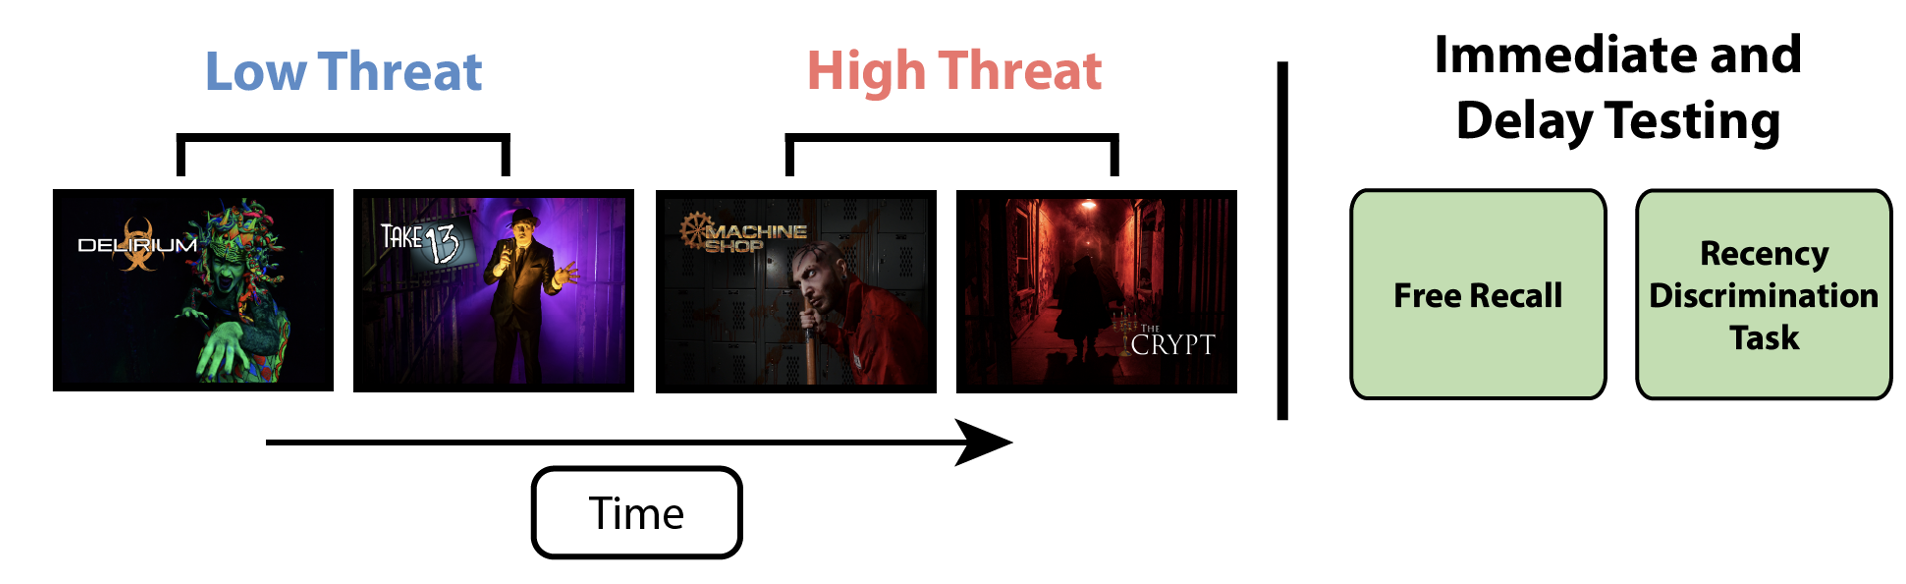 Low Threat
High Threat
Immediate and
Delay Testing
DELIRIUM
TAKE 13
MACHINE
SHOP
THE
CRYPT
Free Recall
Recency
Discrimination
Task
Time